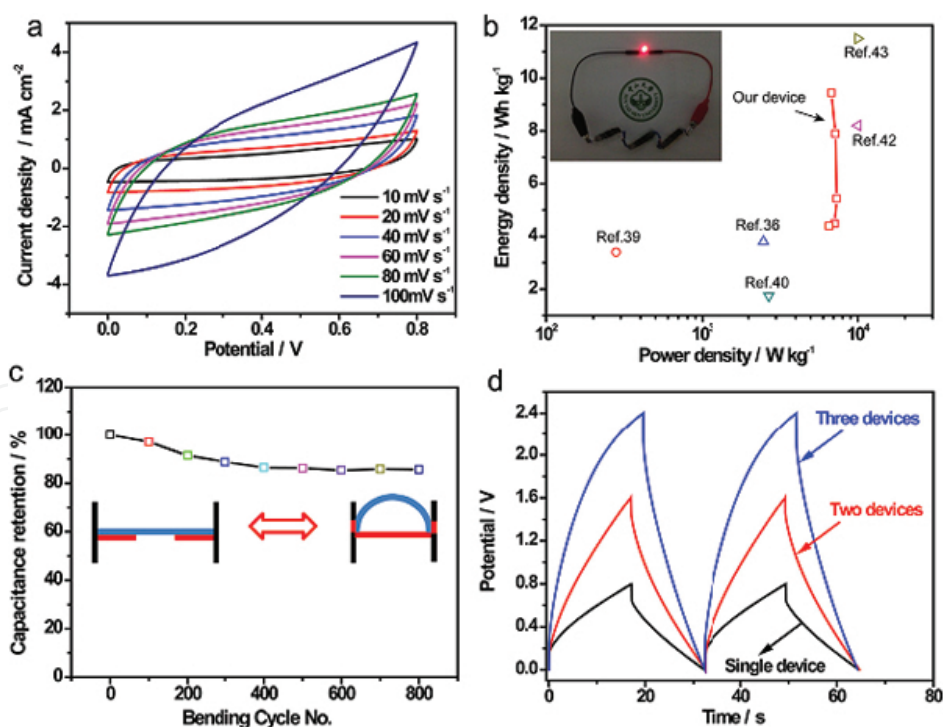 a
Current density / mA cm⁻²
4
2
0
-2
-4
0.0
0.2
0.4
0.6
0.8
Potential / V
10 mV s⁻¹
20 mV s⁻¹
40 mV s⁻¹
60 mV s⁻¹
80 mV s⁻¹
100mV s⁻¹
b
Energy density / Wh kg⁻¹
12
10
8
6
4
2
10²
10³
10⁴
Power density / W kg⁻¹
Ref.43
Our device
Ref.42
Ref.39
Ref.36
Ref.40
c
Capacitance retention / %
120
100
80
60
40
20
0
0
200
400
600
800
Bending Cycle No.
d
Potential / V
2.4
2.0
1.6
1.2
0.8
0.4
0.0
0
20
40
60
80
Time / s
Three devices
Two devices
Single device